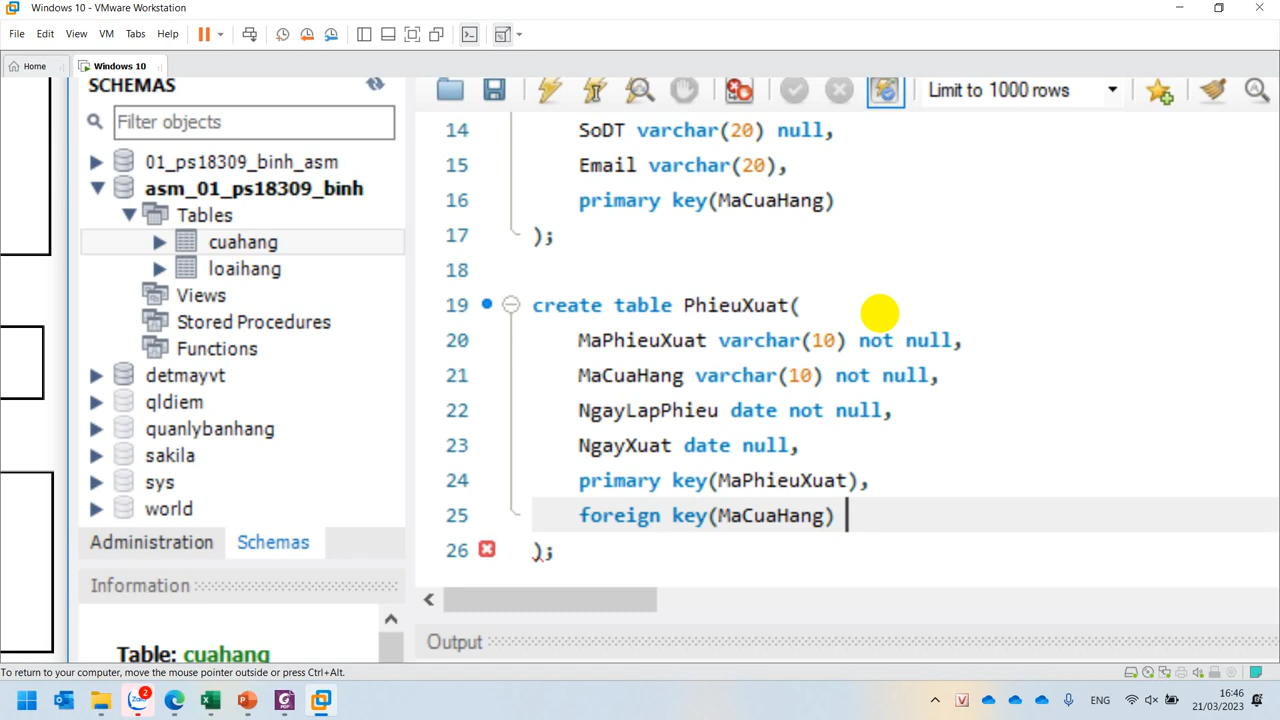 Windows 10 - VMware Workstation
File Edit View VM Tabs Help
Home Windows 10
SCHEMAS
Limit to 1000 rows
Filter objects
01_ps18309_binh_asm
asm_01_ps18309_binh
Tables
cuahang
loaihang
Views
Stored Procedures
Functions
detmayvt
qldiem
quanlybanhang
sakila
sys
world
Administration Schemas
Information
Table: cuahang
14 SoDT varchar(20) null,
15 Email varchar(20),
16 primary key(MaCuaHang)
17 );
18
19 create table PhieuXuat(
20 MaPhieuXuat varchar(10) not null,
21 MaCuaHang varchar(10) not null,
22 NgayLapPhieu date not null,
23 NgayXuat date null,
24 primary key(MaPhieuXuat),
25 foreign key(MaCuaHang)
26 );
Output
To return to your computer, move the mouse pointer outside or press Ctrl+Alt.
Zalo 2
ENG
16:46
21/03/2023